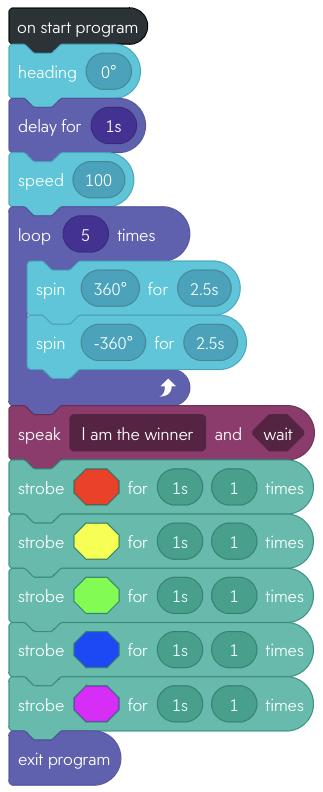 on start program
heading 0°
delay for 1s
speed 100
loop 5 times
spin 360° for 2.5s
spin -360° for 2.5s
speak I am the winner and wait
strobe for 1s 1 times
strobe for 1s 1 times
strobe for 1s 1 times
strobe for 1s 1 times
strobe for 1s 1 times
exit program